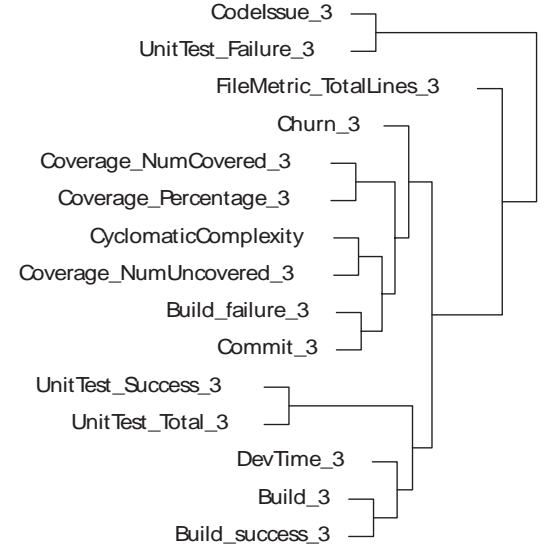 CodeIssue_3
UnitTest_Failure_3
FileMetric_TotalLines_3
Churn_3
Coverage_NumCovered_3
Coverage_Percentage_3
CyclomaticComplexity
Coverage_NumUncovered_3
Build_failure_3
Commit_3
UnitTest_Success_3
UnitTest_Total_3
DevTime_3
Build_3
Build_success_3